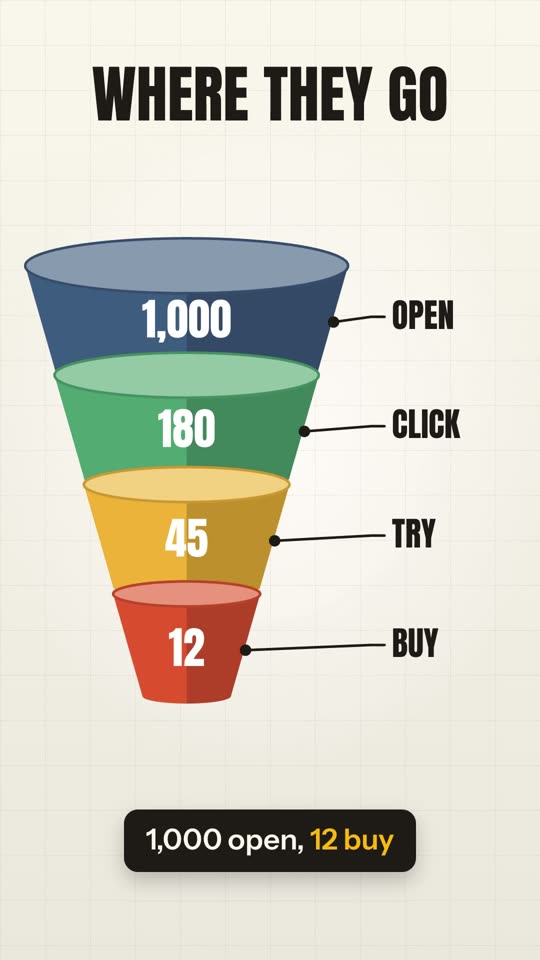 WHERE THEY GO
1,000
OPEN
180
CLICK
45
TRY
12
BUY
1,000 open, 12 buy